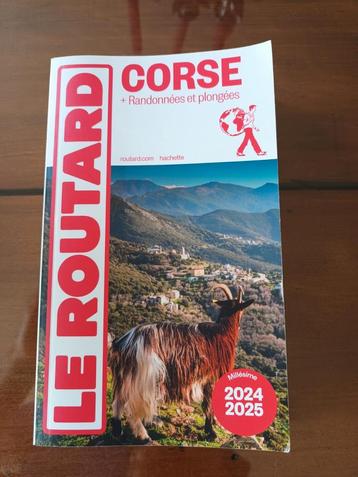 LE ROUTARD
CORSE
+ Randonnées et plongées
routard.com hachette
Millésime
2024
2025